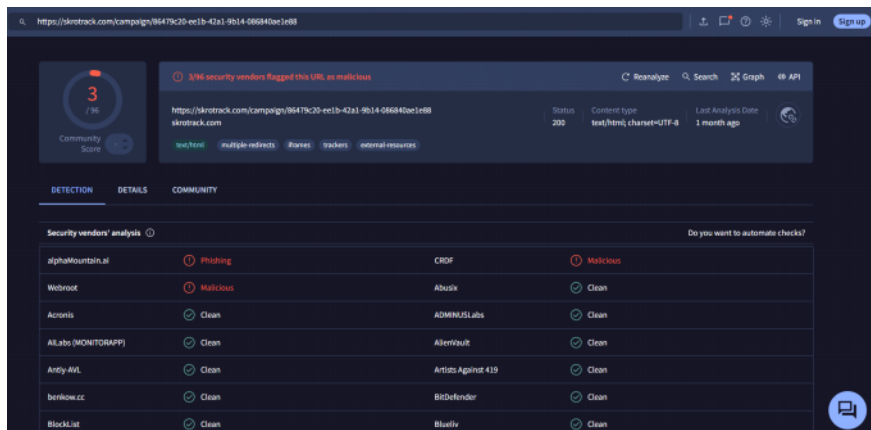 https://skrotrack.com/campaign/86479c20-ee1b-42a1-9b14-086840ae1e88
Sign in
Sign up
3
/ 96
Community
Score
3/96 security vendors flagged this URL as malicious
Reanalyze
Search
Graph
API
https://skrotrack.com/campaign/86479c20-ee1b-42a1-9b14-086840ae1e88
skrotrack.com
Status
200
Content type
text/html; charset=UTF-8
Last Analysis Date
1 month ago
text/html
multiple-redirects
iframes
trackers
external-resources
DETECTION
DETAILS
COMMUNITY
Security vendors' analysis
Do you want to automate checks?
alphaMountain.ai
Phishing
CRDF
Malicious
Webroot
Malicious
Abusix
Clean
Acronis
Clean
ADMINUSLabs
Clean
AILabs (MONITORAPP)
Clean
AlienVault
Clean
Antiy-AVL
Clean
Artists Against 419
Clean
benkow.cc
Clean
BitDefender
Clean
BlockList
Clean
Blueliv
Clean